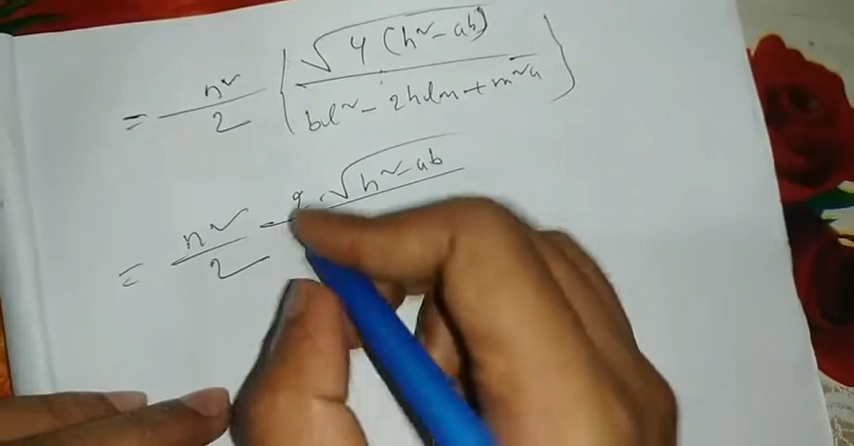 = n²/2 { √4(h²-ab) / bl² - 2hlm + m²a }
= n²/2 2·√h²-ab